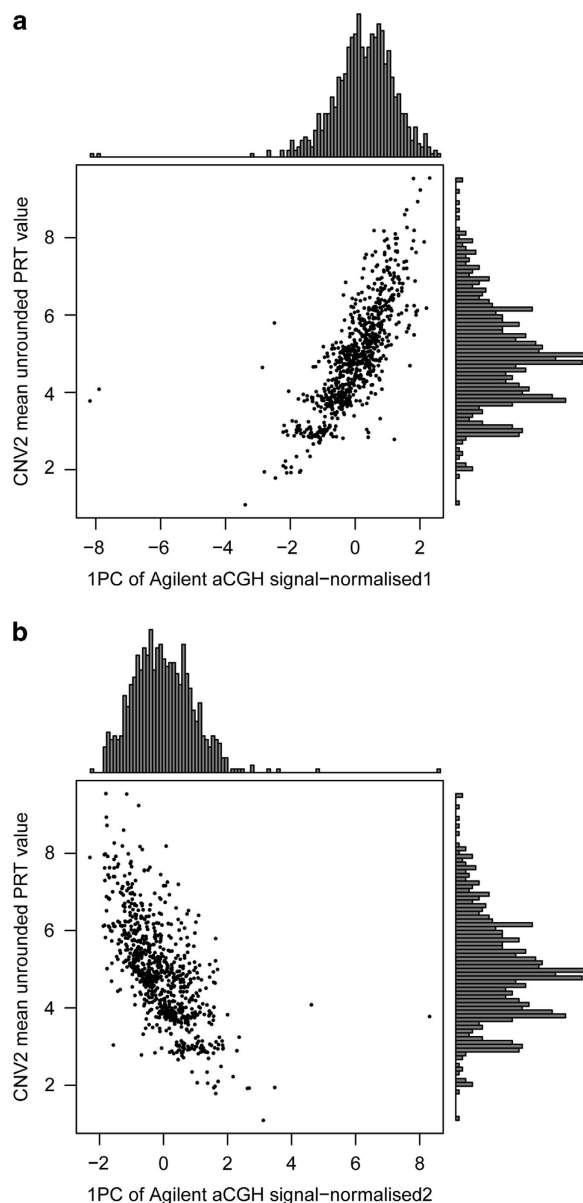 a
CNV2 mean unrounded PRT value
8
6
4
2
−8 −6 −4 −2 0 2
1PC of Agilent aCGH signal−normalised1
b
CNV2 mean unrounded PRT value
8
6
4
2
−2 0 2 4 6 8
1PC of Agilent aCGH signal−normalised2